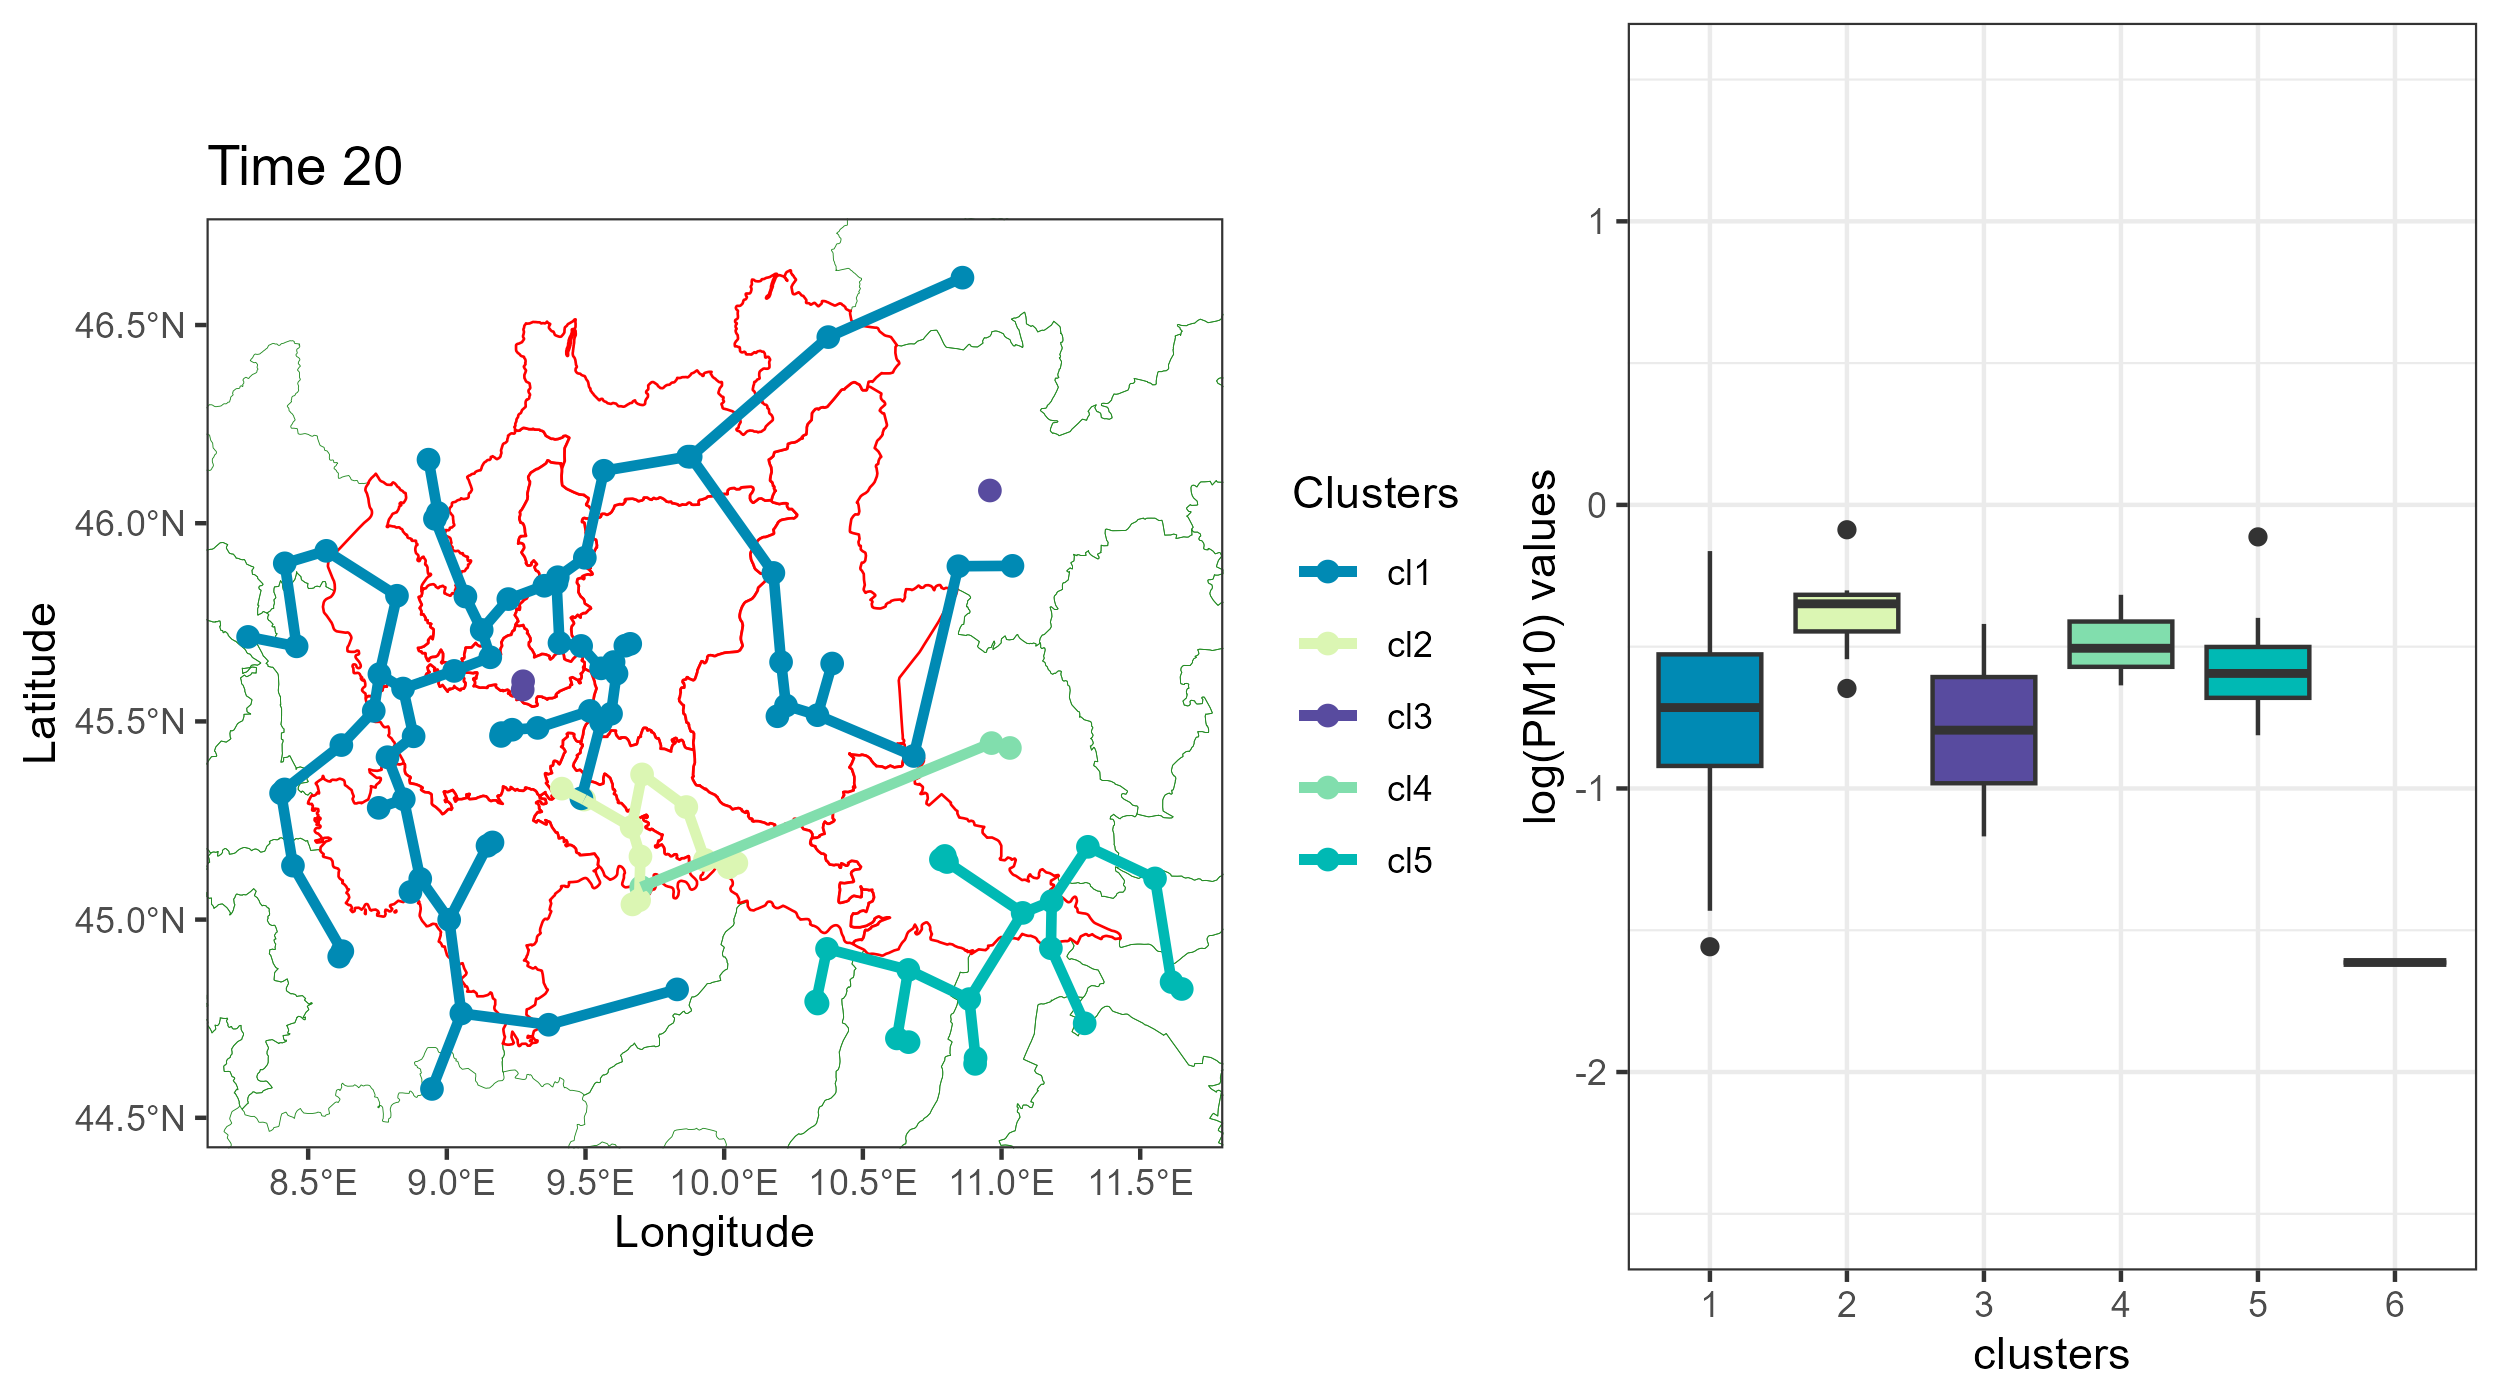 Time 20
Latitude
46.5°N
46.0°N
45.5°N
45.0°N
44.5°N
8.5°E 9.0°E 9.5°E 10.0°E 10.5°E 11.0°E 11.5°E
Longitude
Clusters
cl1
cl2
cl3
cl4
cl5
log(PM10) values
1
0
-1
-2
1 2 3 4 5 6
clusters